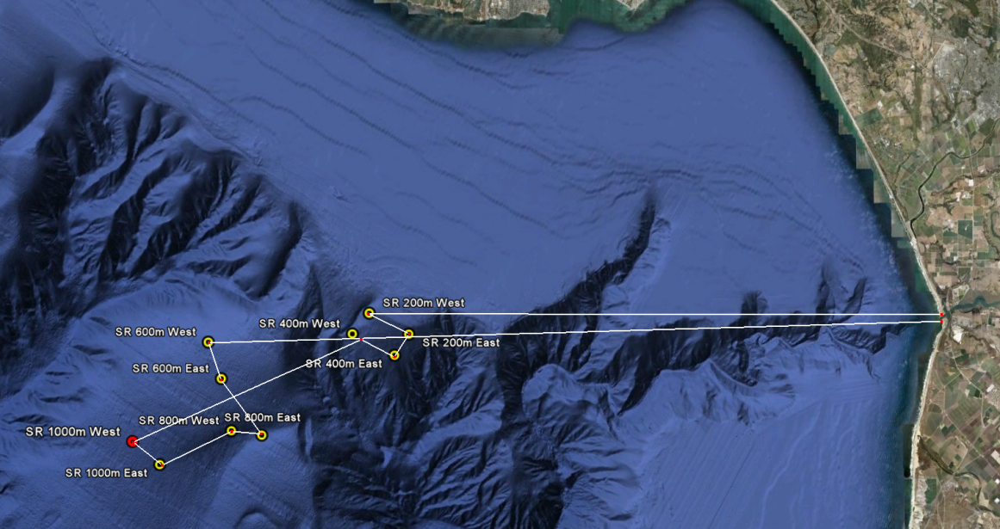 SR 200m West
SR 400m West
SR 600m West
SR 200m East
SR 400m East
SR 600m East
SR 800m West
SR 800m East
SR 1000m West
SR 1000m East